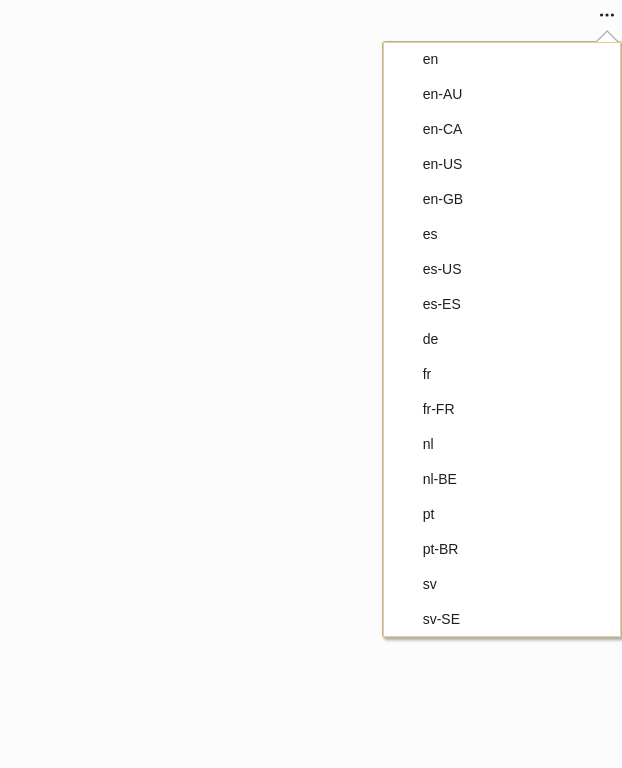 en
en-AU
en-CA
en-US
en-GB
es
es-US
es-ES
de
fr
fr-FR
nl
nl-BE
pt
pt-BR
sv
sv-SE